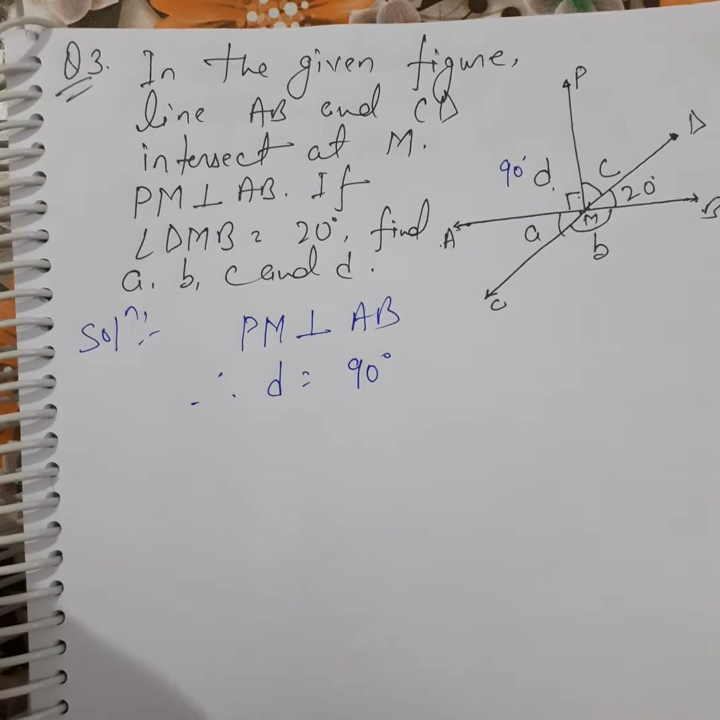 Q3. In the given figure,
line AB and CD
intersect at M.
PM ⊥ AB. If
∠DMB = 20°, find
a, b, c and d.
P
D
C
90° d.
20°
A
M
B
a
b
C
Solⁿ:- PM ⊥ AB
∴ d = 90°